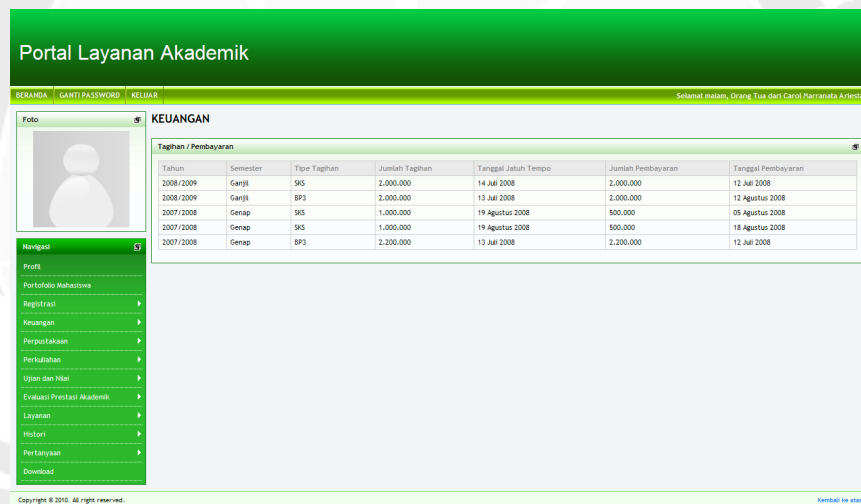 Portal Layanan Akademik
BERANDA GANTI PASSWORD KELUAR Selamat malam, Orang Tua dari Carol Marranata Ariesta
Foto
KEUANGAN
Tagihan / Pembayaran
Tahun Semester Tipe Tagihan Jumlah Tagihan Tanggal Jatuh Tempo Jumlah Pembayaran Tanggal Pembayaran
2008/2009 Ganjil SKS 2.000.000 14 Juli 2008 2.000.000 12 Juli 2008
2008/2009 Ganjil BP3 2.000.000 13 Juli 2008 2.000.000 12 Agustus 2008
2007/2008 Genap SKS 1.000.000 19 Agustus 2008 500.000 05 Agustus 2008
2007/2008 Genap SKS 1.000.000 19 Agustus 2008 500.000 18 Agustus 2008
2007/2008 Genap BP3 2.200.000 13 Juli 2008 2.200.000 12 Juli 2008
Navigasi
Profil
Portofolio Mahasiswa
Registrasi
Keuangan
Perpustakaan
Perkuliahan
Ujian dan Nilai
Evaluasi Prestasi Akademik
Layanan
Histori
Pertanyaan
Download
Copyright © 2010. All right reserved. Kembali ke atas